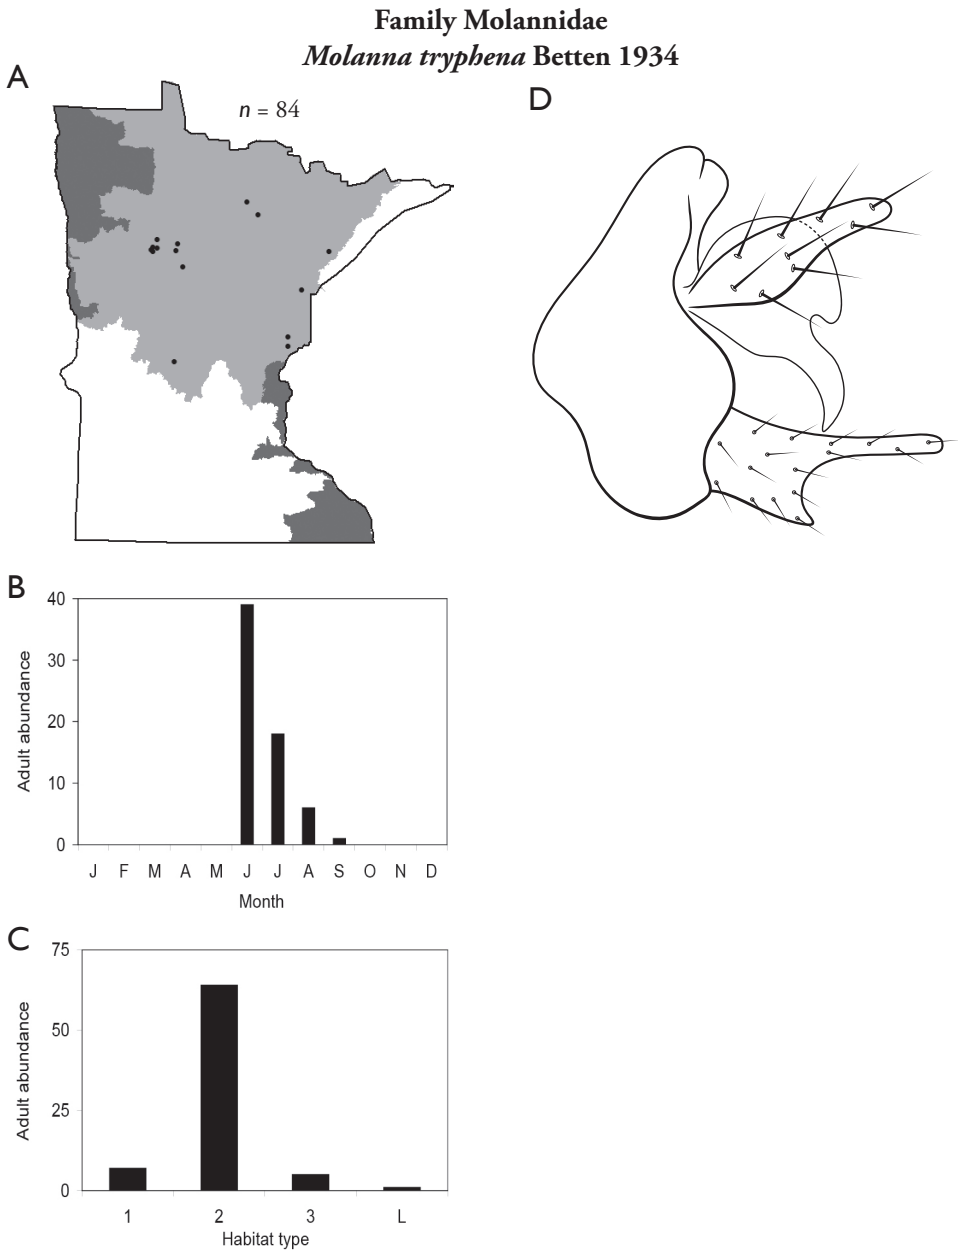 Family Molannidae
Molanna tryphena Betten 1934
A
n = 84
D
B
40
30
20
10
0
Adult abundance
J F M A M J J A S O N D
Month
C
75
50
25
0
Adult abundance
1 2 3 L
Habitat type